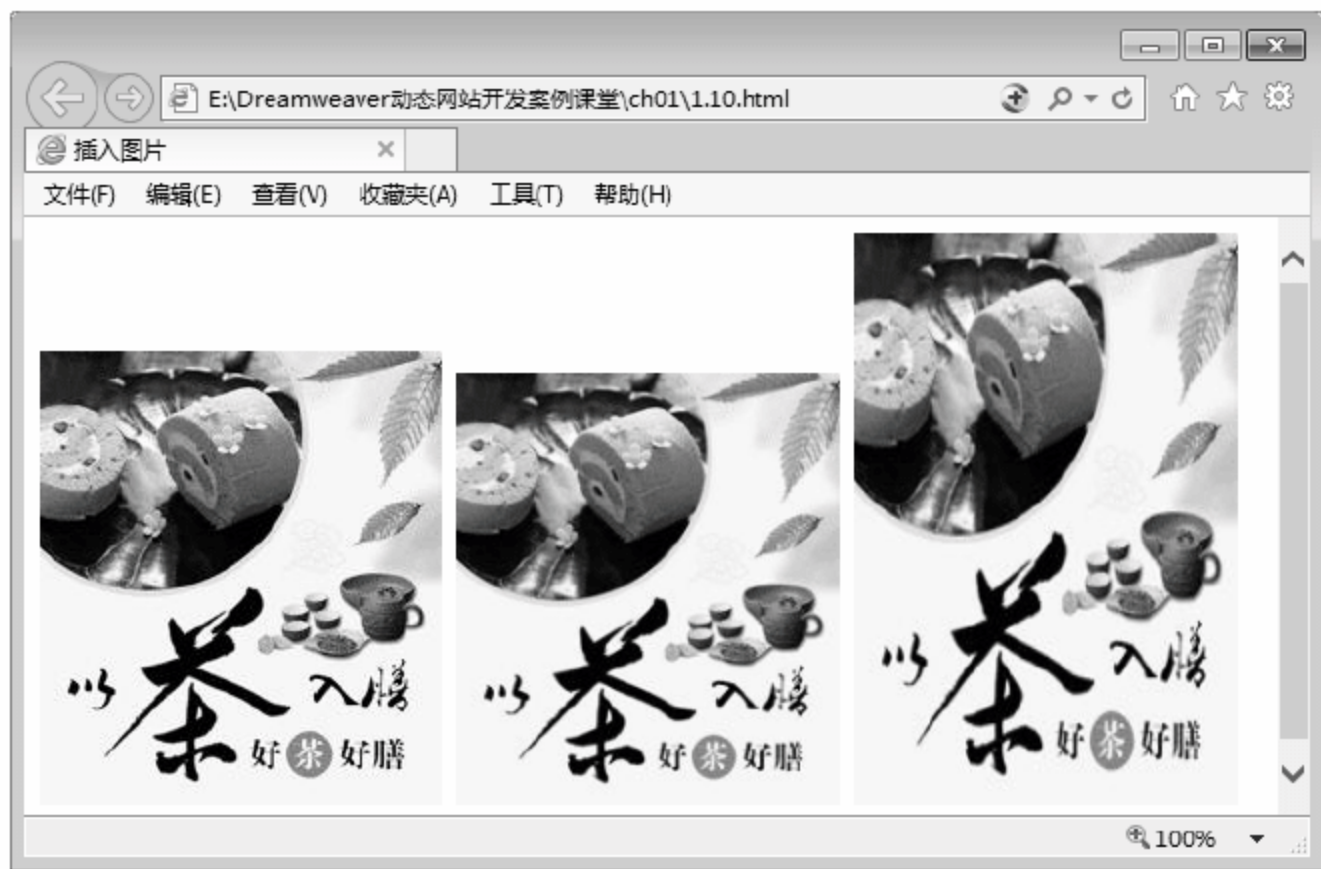 E:\Dreamweaver动态网站开发案例课堂\ch01\1.10.html
插入图片
文件(F) 编辑(E) 查看(V) 收藏夹(A) 工具(T) 帮助(H)
以茶入膳
好茶好膳
以茶入膳
好茶好膳
以茶入膳
好茶好膳
100%